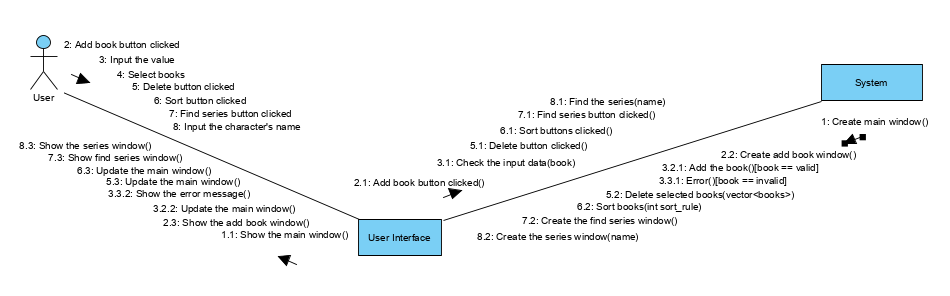 2: Add book button clicked
3: Input the value
4: Select books
5: Delete button clicked
6: Sort button clicked
7: Find series button clicked
8: Input the character's name
User
8.3: Show the series window()
7.3: Show find series window()
6.3: Update the main window()
5.3: Update the main window()
3.3.2: Show the error message()
3.2.2: Update the main window()
2.3: Show the add book window()
1.1: Show the main window()
User Interface
8.1: Find the series(name)
7.1: Find series button clicked()
6.1: Sort buttons clicked()
5.1: Delete button clicked()
3.1: Check the input data(book)
2.1: Add book button clicked()
System
1: Create main window()
2.2: Create add book window()
3.2.1: Add the book()[book == valid]
3.3.1: Error()[book == invalid]
5.2: Delete selected books(vector<books>)
6.2: Sort books(int sort_rule)
7.2: Create the find series window()
8.2: Create the series window(name)